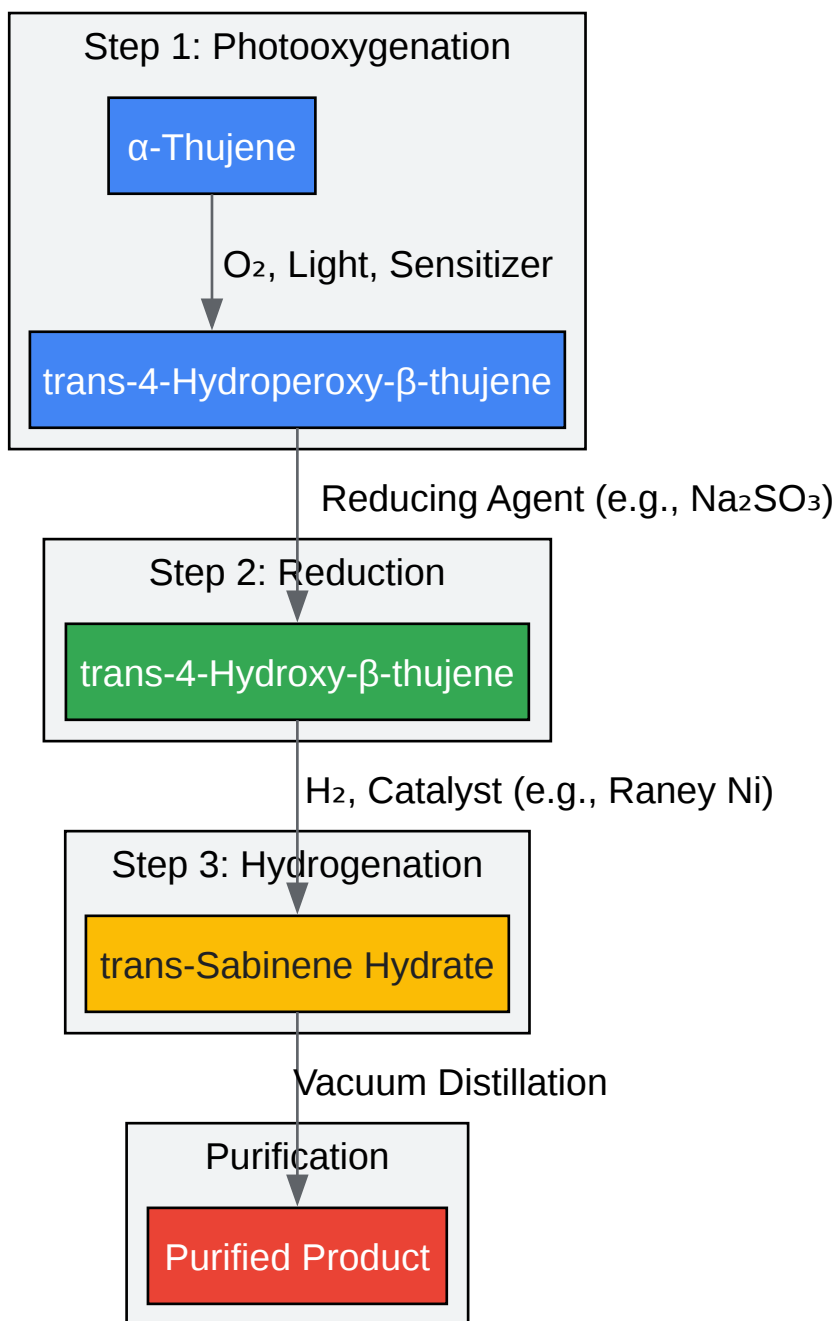 Step 1: Photooxygenation
α-Thujene
O₂, Light, Sensitizer
trans-4-Hydroperoxy-β-thujene
Reducing Agent (e.g., Na₂SO₃)
Step 2: Reduction
trans-4-Hydroxy-β-thujene
H₂, Catalyst (e.g., Raney Ni)
Step 3: Hydrogenation
trans-Sabinene Hydrate
Vacuum Distillation
Purification
Purified Product